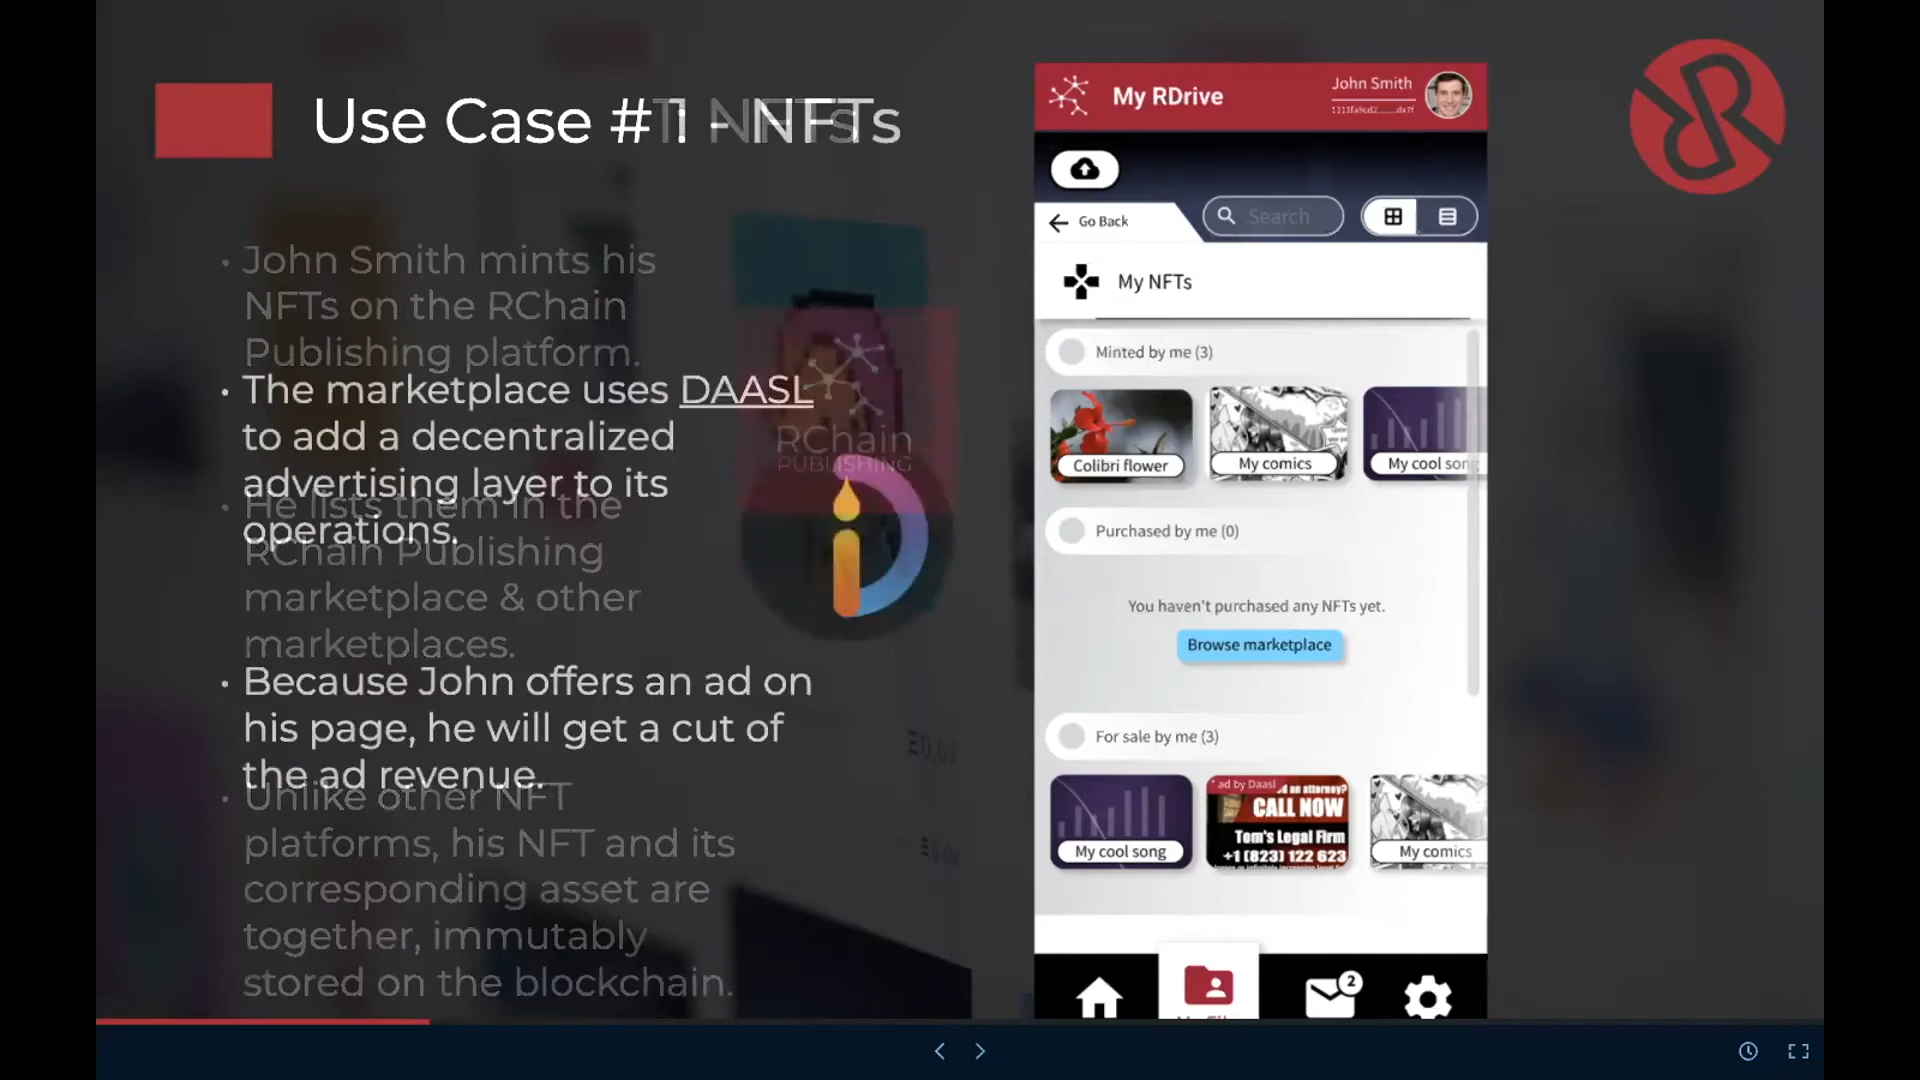 Use Case #1 - NFTs
John Smith mints his
NFTs on the RChain
Publishing platform.
The marketplace uses DAASL
to add a decentralized
advertising layer to its
operations.
He lists them in the
RChain Publishing
marketplace & other
marketplaces.
Because John offers an ad on
his page, he will get a cut of
the ad revenue.
Unlike other NFT
platforms, his NFT and its
corresponding asset are
together, immutably
stored on the blockchain.
RChain
PUBLISHING
My RDrive
John Smith
Go Back
Search
My NFTs
Minted by me (3)
Colibri flower
My comics
My cool song
Purchased by me (0)
You haven't purchased any NFTs yet.
Browse marketplace
For sale by me (3)
My cool song
* ad by Daasl
an attorney?
CALL NOW
Tom's Legal Firm
+1 (823) 122 623
My comics
2